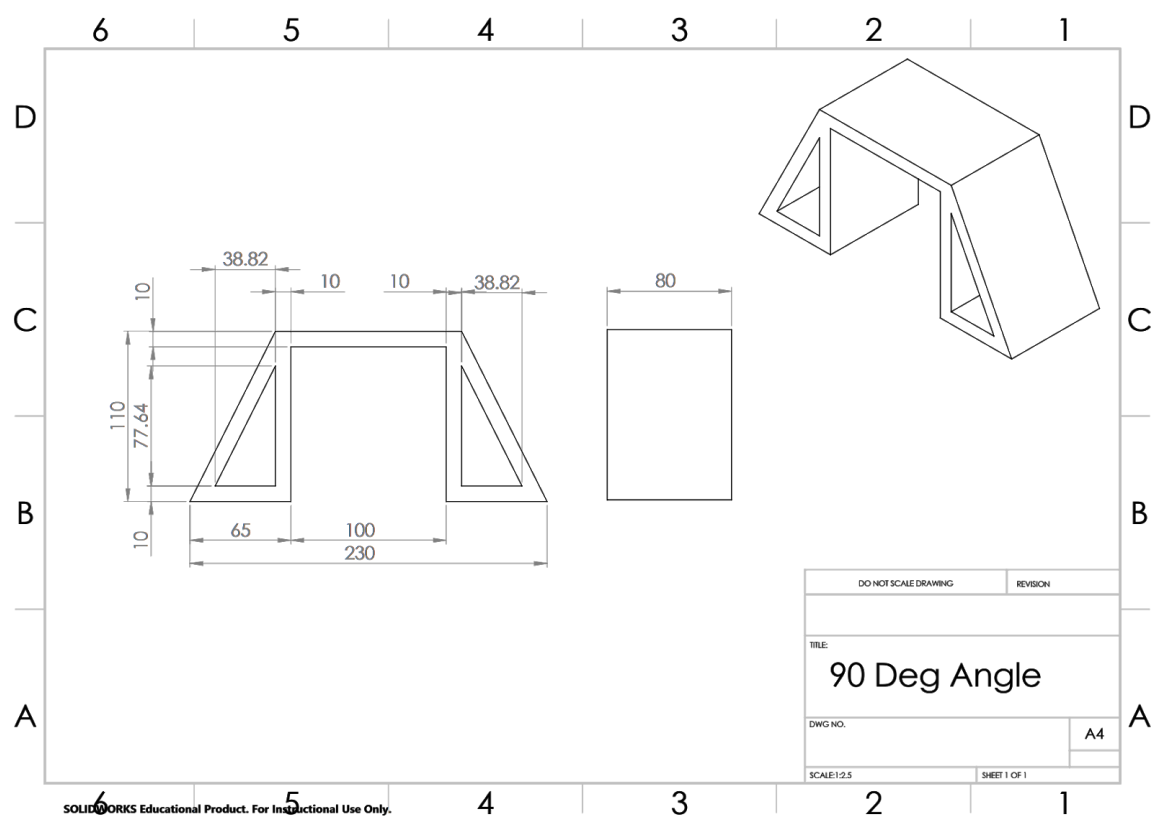 6 5 4 3 2 1
D D
38.82
10 10 10 38.82 80
C C
110 77.64
B B
10 65 100
230
DO NOT SCALE DRAWING REVISION
TITLE:
90 Deg Angle
A A
DWG NO.
A4
SCALE:1:2.5 SHEET 1 OF 1
6 5 4 3 2 1
SOLIDWORKS Educational Product. For Instructional Use Only.